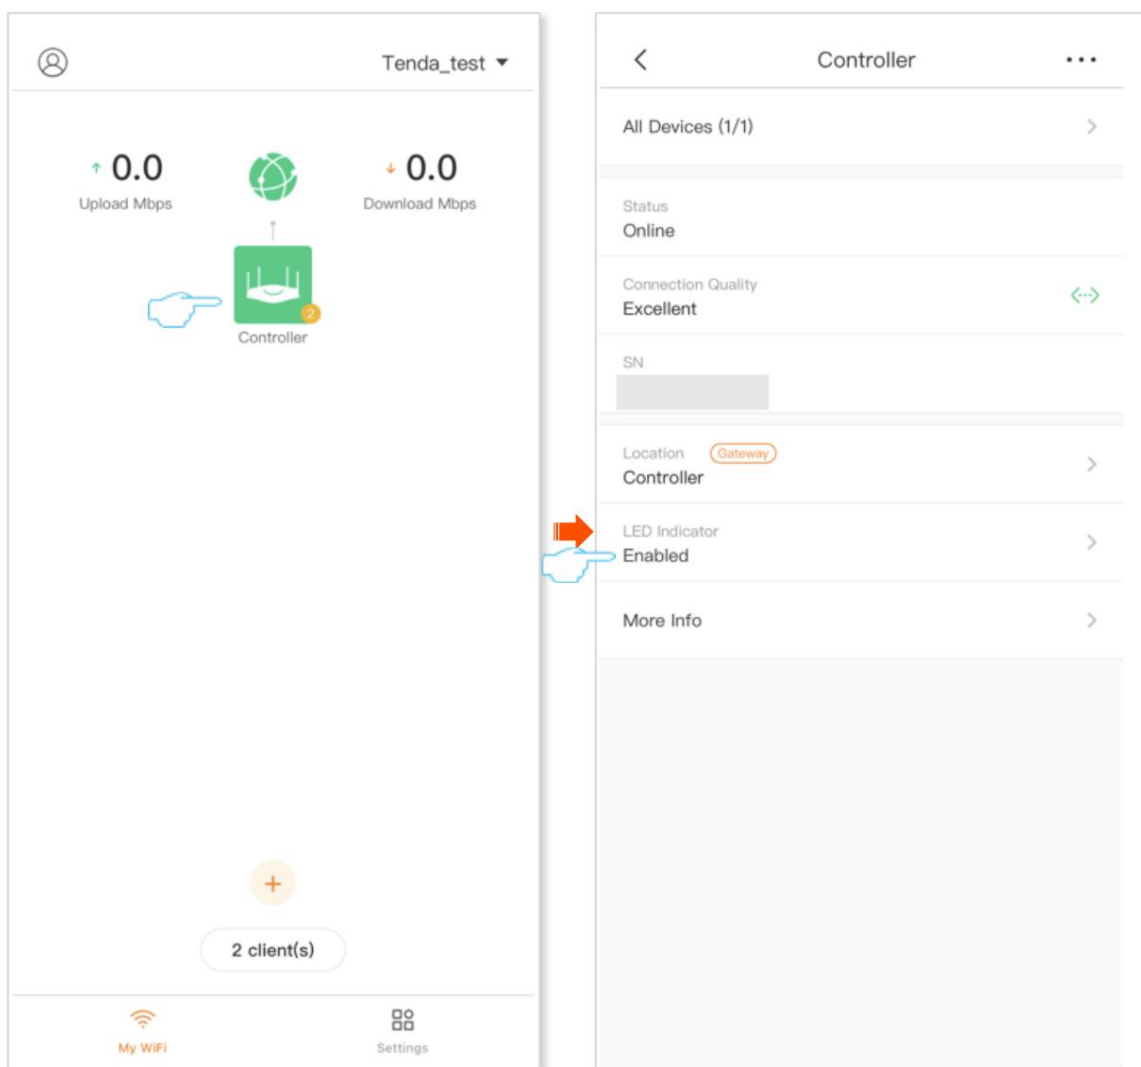 Tenda_test
0.0
Upload Mbps
0.0
Download Mbps
2
Controller
2 client(s)
My WiFi
Settings
Controller
All Devices (1/1)
Status
Online
Connection Quality
Excellent
SN
Location Gateway
Controller
LED Indicator
Enabled
More Info